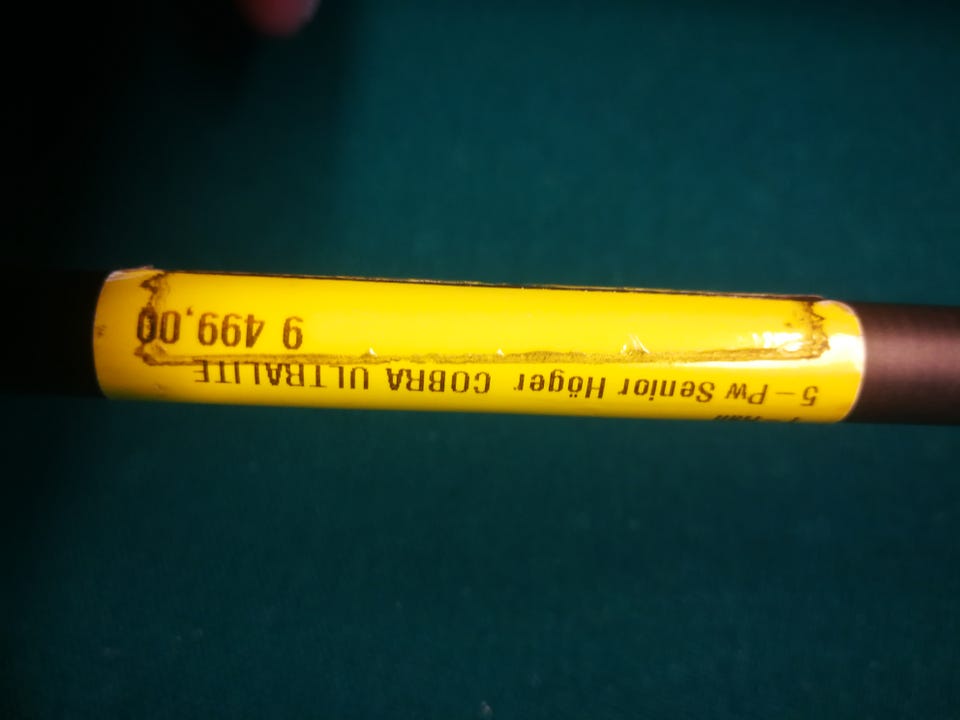 5-Pw Senior Höger COBRA ULTRALITE
9 499,00